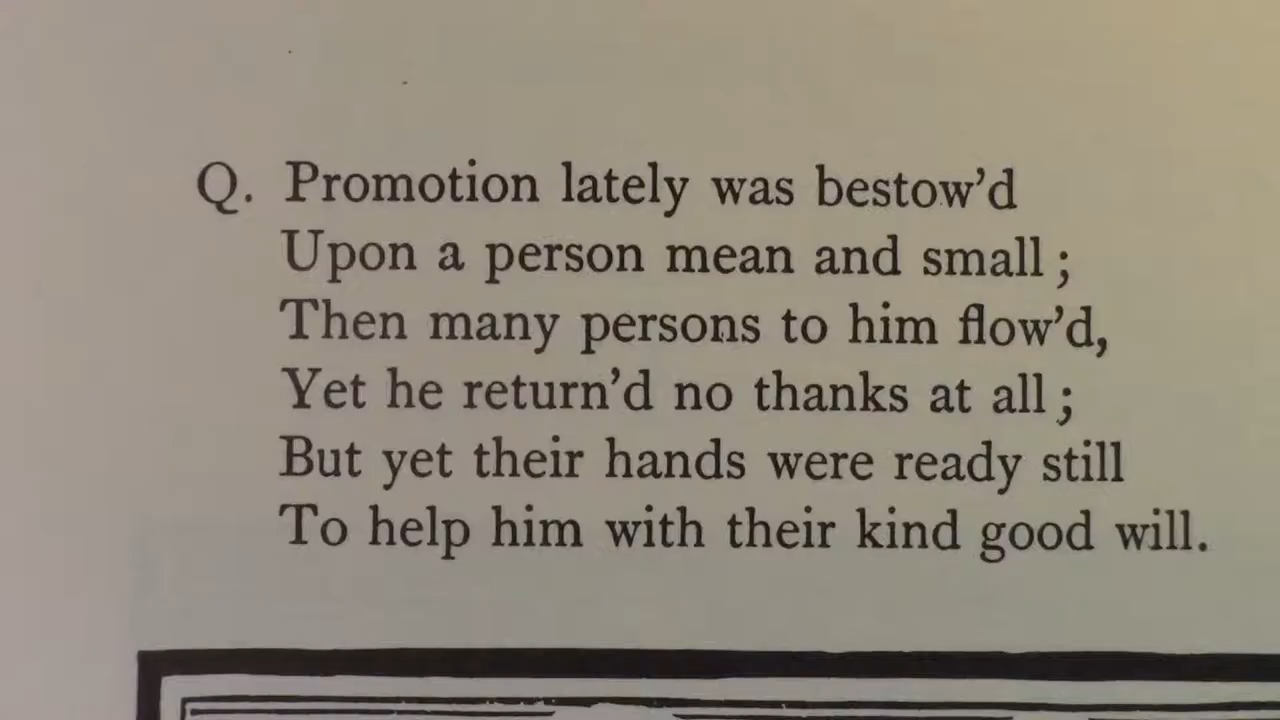 Q. Promotion lately was bestow'd
Upon a person mean and small ;
Then many persons to him flow'd,
Yet he return'd no thanks at all ;
But yet their hands were ready still
To help him with their kind good will.